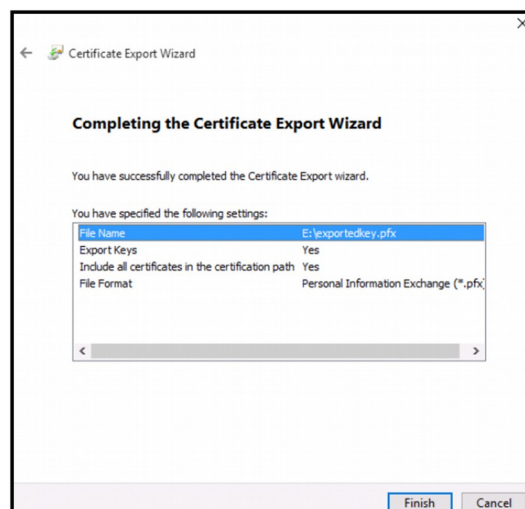 Certificate Export Wizard
Completing the Certificate Export Wizard
You have successfully completed the Certificate Export wizard.
You have specified the following settings:
File Name E:\exportedkey.pfx
Export Keys Yes
Include all certificates in the certification path Yes
File Format Personal Information Exchange (*.pfx)
Finish Cancel